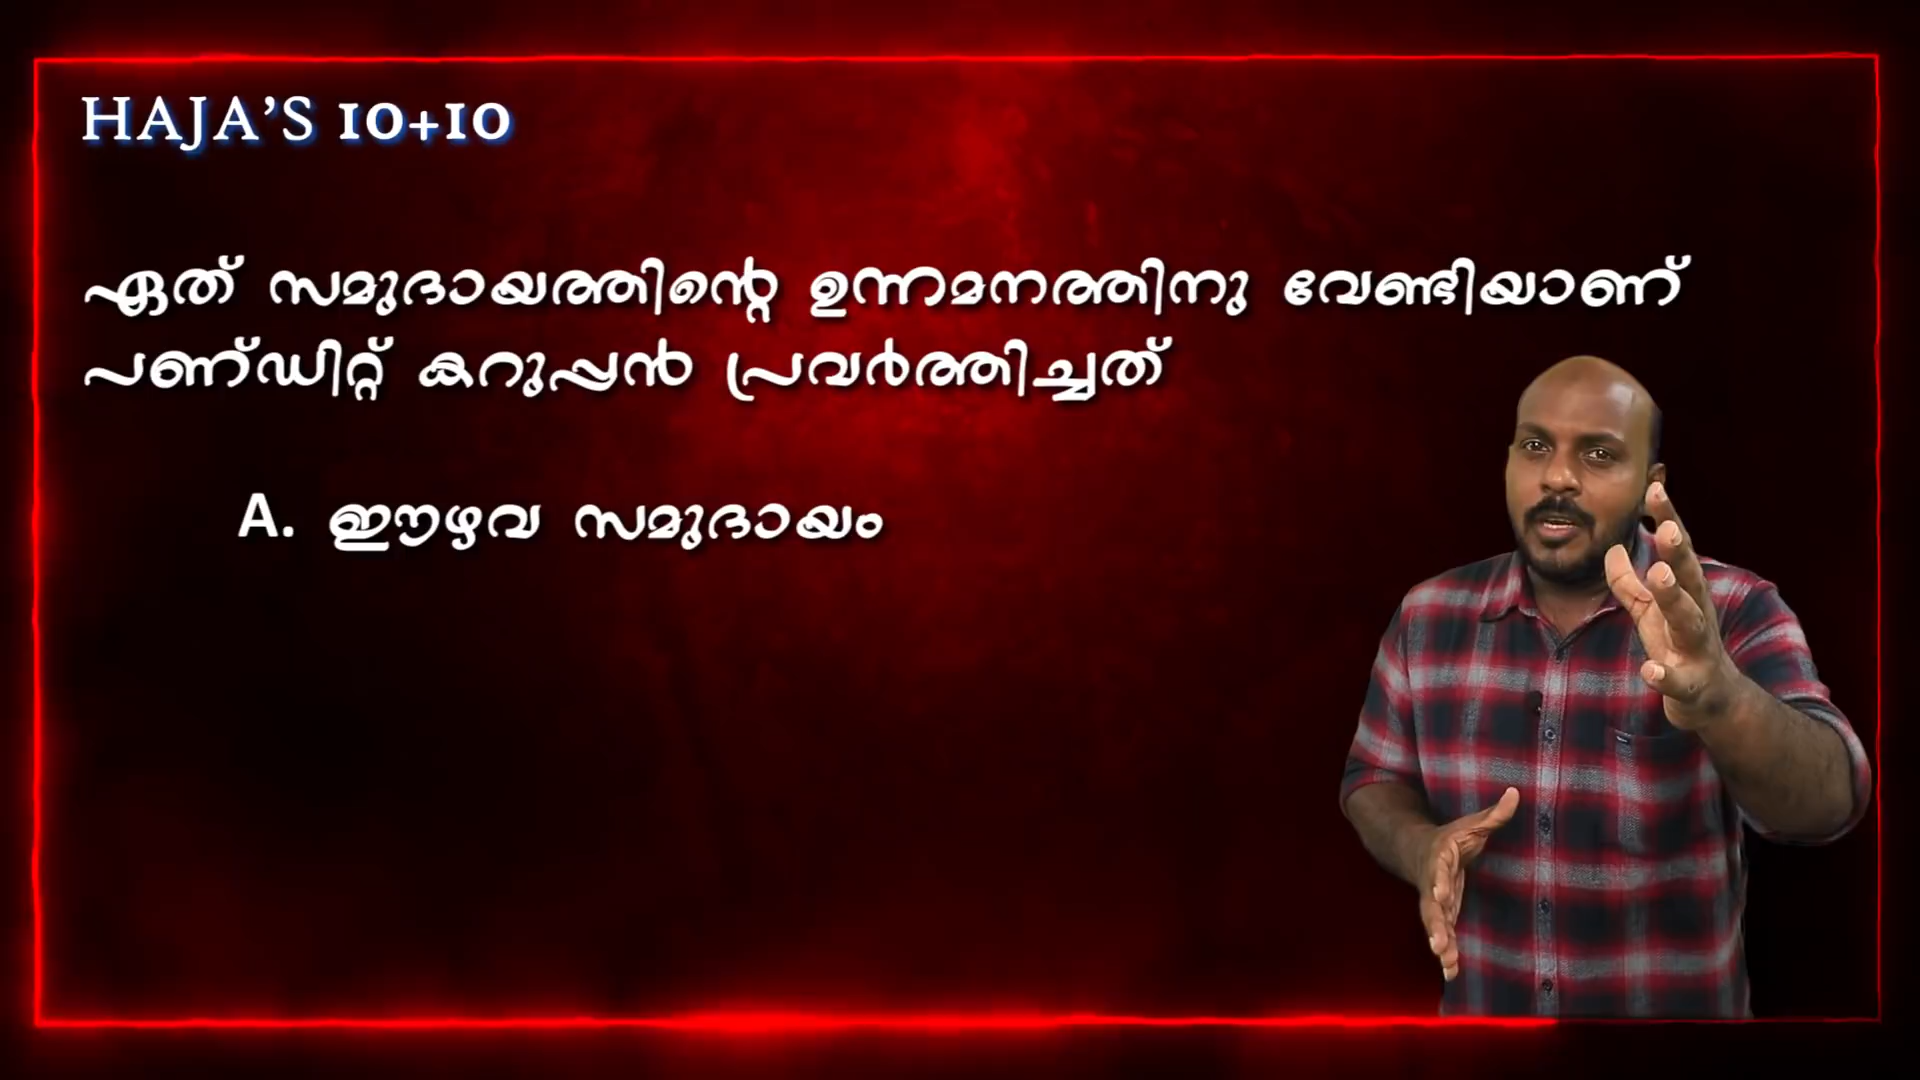 HAJA'S 10+10
ഏത് സമുദായത്തിന്റെ ഉന്നമനത്തിനു വേണ്ടിയാണ്
പണ്ഡിറ്റ് കറുപ്പൻ പ്രവർത്തിച്ചത്
A. ഈഴവ സമുദായം